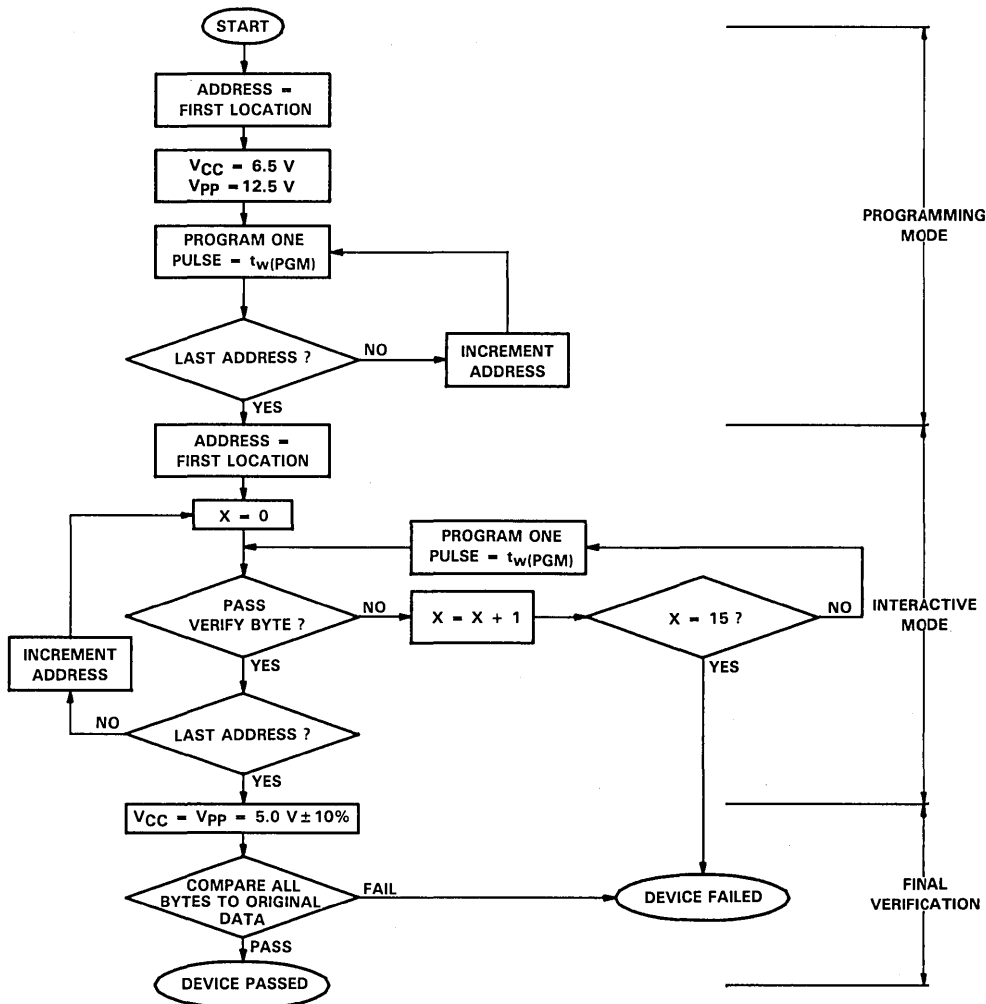 START
ADDRESS =
FIRST LOCATION
VCC = 6.5 V
VPP = 12.5 V
PROGRAMMING
MODE
PROGRAM ONE
PULSE = tw(PGM)
LAST ADDRESS ?
NO
INCREMENT
ADDRESS
YES
ADDRESS =
FIRST LOCATION
X = 0
PROGRAM ONE
PULSE = tw(PGM)
PASS
VERIFY BYTE ?
NO
X = X + 1
X = 15 ?
NO
INTERACTIVE
MODE
INCREMENT
ADDRESS
YES
YES
NO
LAST ADDRESS ?
YES
VCC = VPP = 5.0 V ± 10%
COMPARE ALL
BYTES TO ORIGINAL
DATA
FAIL
DEVICE FAILED
FINAL
VERIFICATION
PASS
DEVICE PASSED